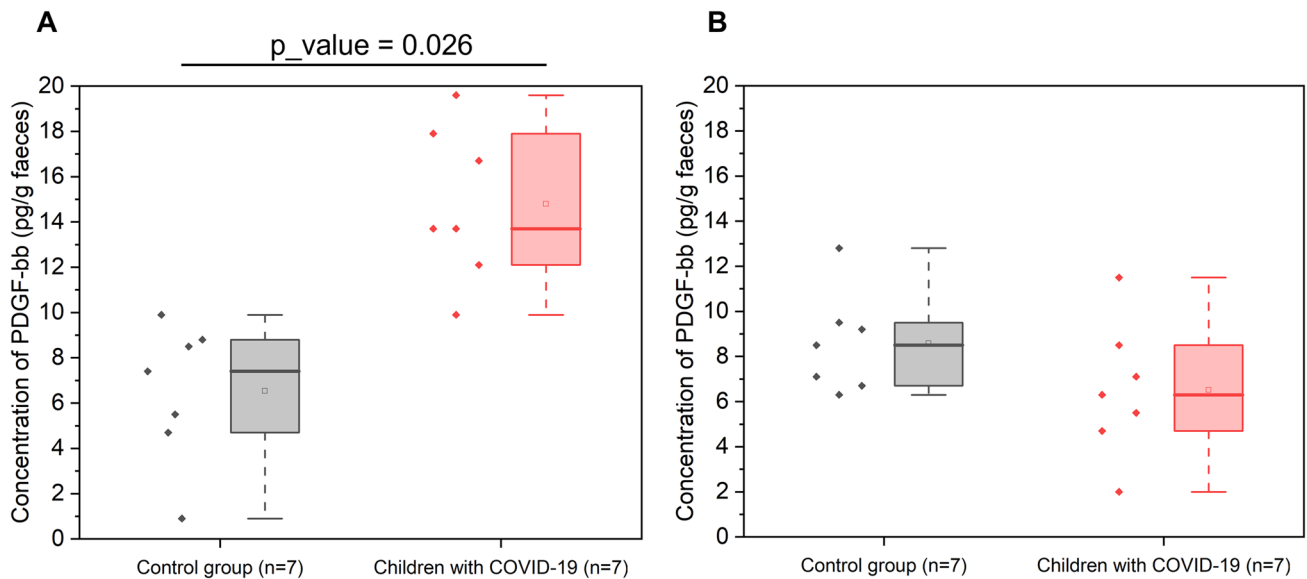 A
p_value = 0.026
Concentration of PDGF-bb (pg/g faeces)
20
18
16
14
12
10
8
6
4
2
0
Control group (n=7)
Children with COVID-19 (n=7)
B
Concentration of PDGF-bb (pg/g faeces)
20
18
16
14
12
10
8
6
4
2
0
Control group (n=7)
Children with COVID-19 (n=7)